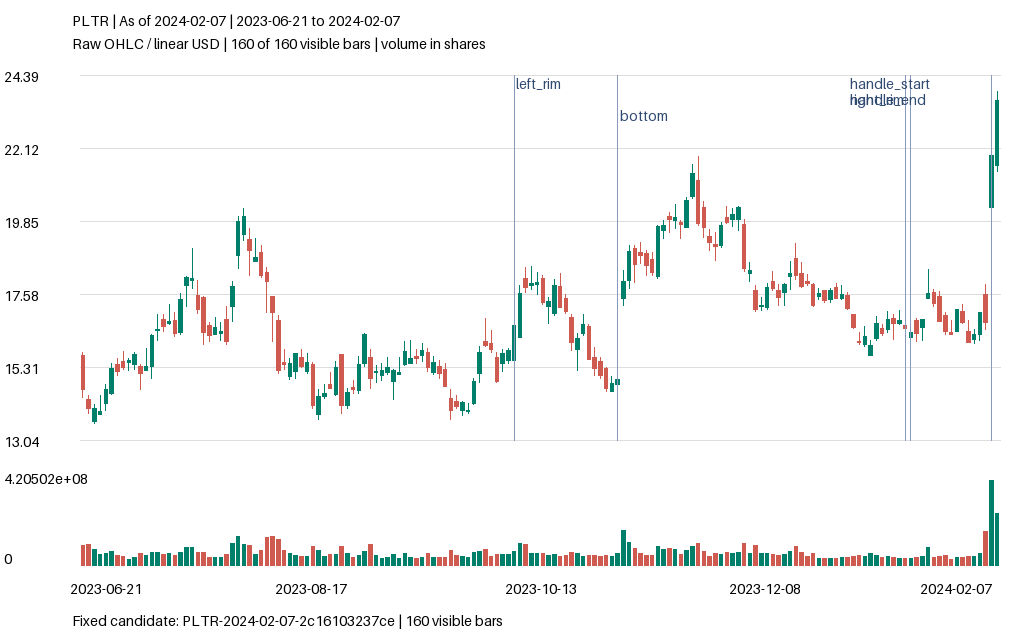 PLTR | As of 2024-02-07 | 2023-06-21 to 2024-02-07
Raw OHLC / linear USD | 160 of 160 visible bars | volume in shares
24.39
left_rim
handle_start
handle_end
bottom
22.12
19.85
17.58
15.31
13.04
4.20502e+08
0
2023-06-21
2023-08-17
2023-10-13
2023-12-08
2024-02-07
Fixed candidate: PLTR-2024-02-07-2c16103237ce | 160 visible bars